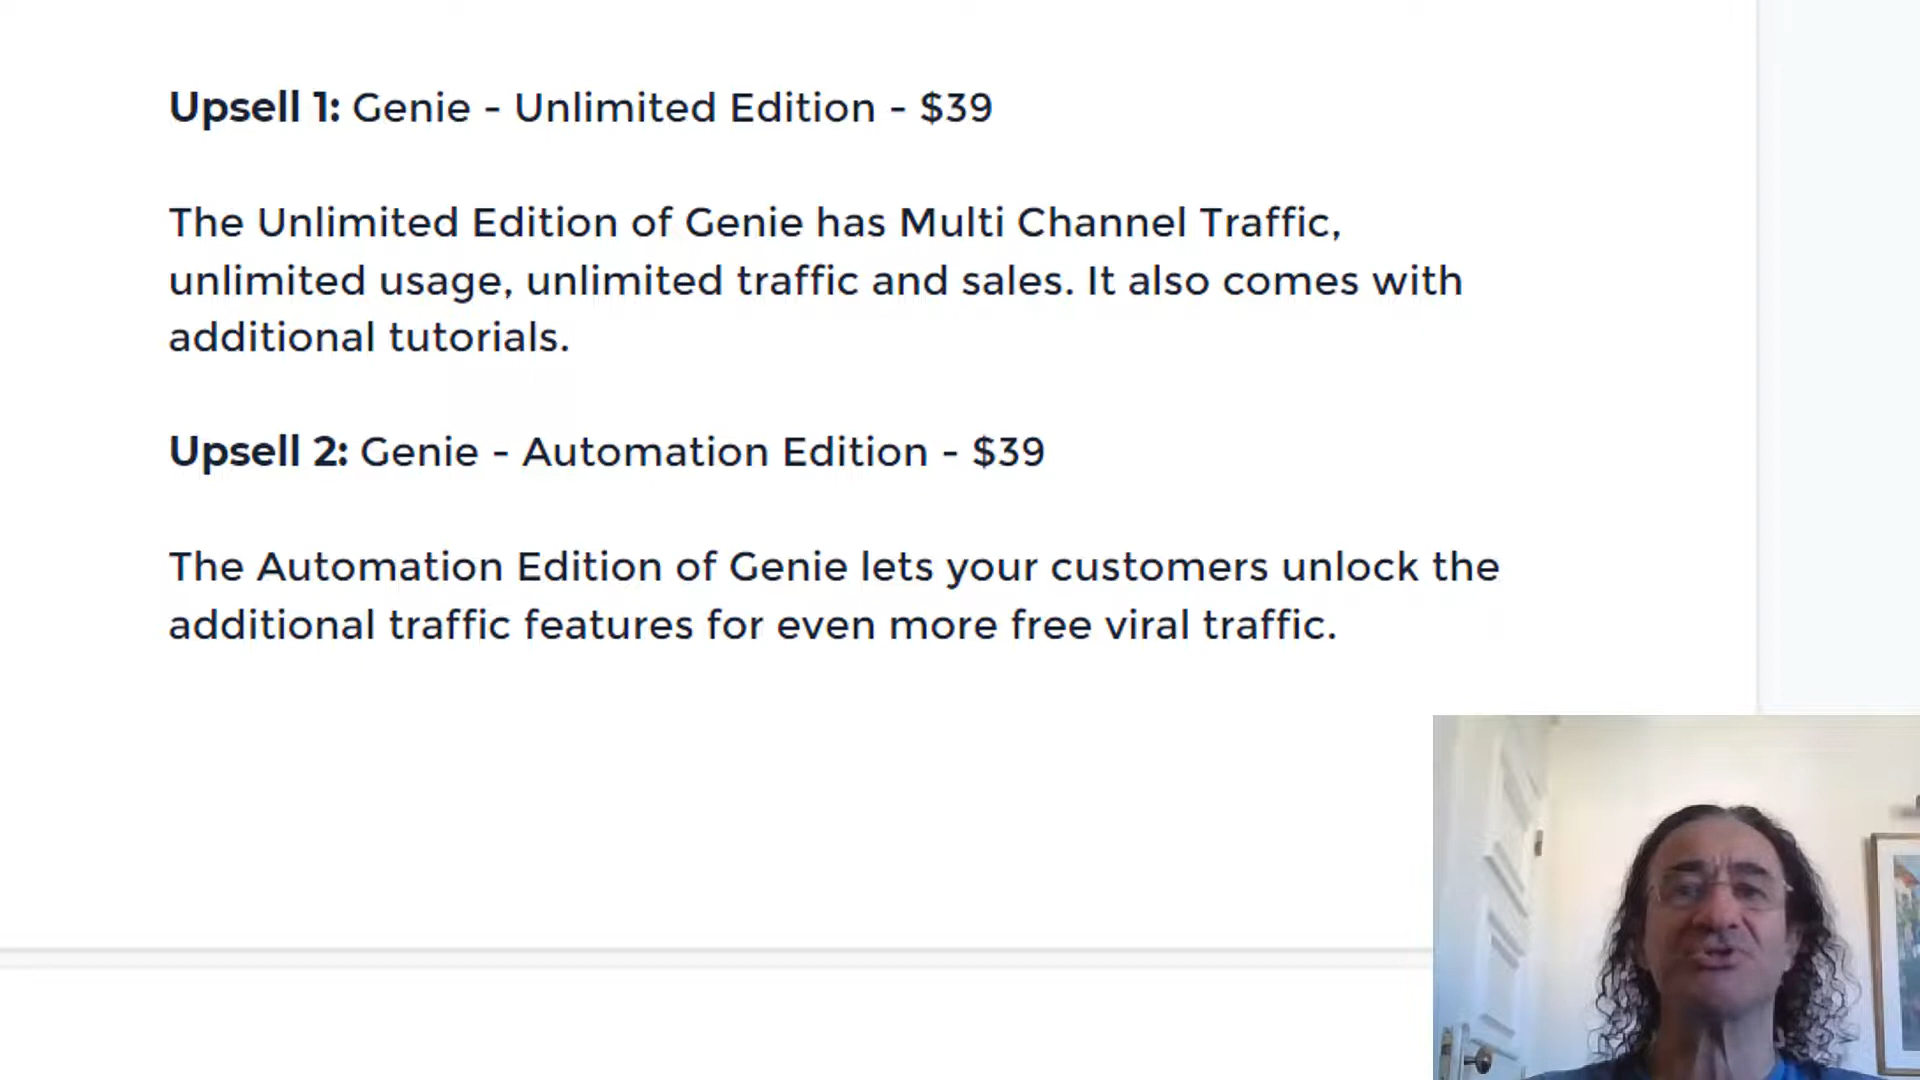 Upsell 1: Genie - Unlimited Edition - $39
The Unlimited Edition of Genie has Multi Channel Traffic,
unlimited usage, unlimited traffic and sales. It also comes with
additional tutorials.
Upsell 2: Genie - Automation Edition - $39
The Automation Edition of Genie lets your customers unlock the
additional traffic features for even more free viral traffic.